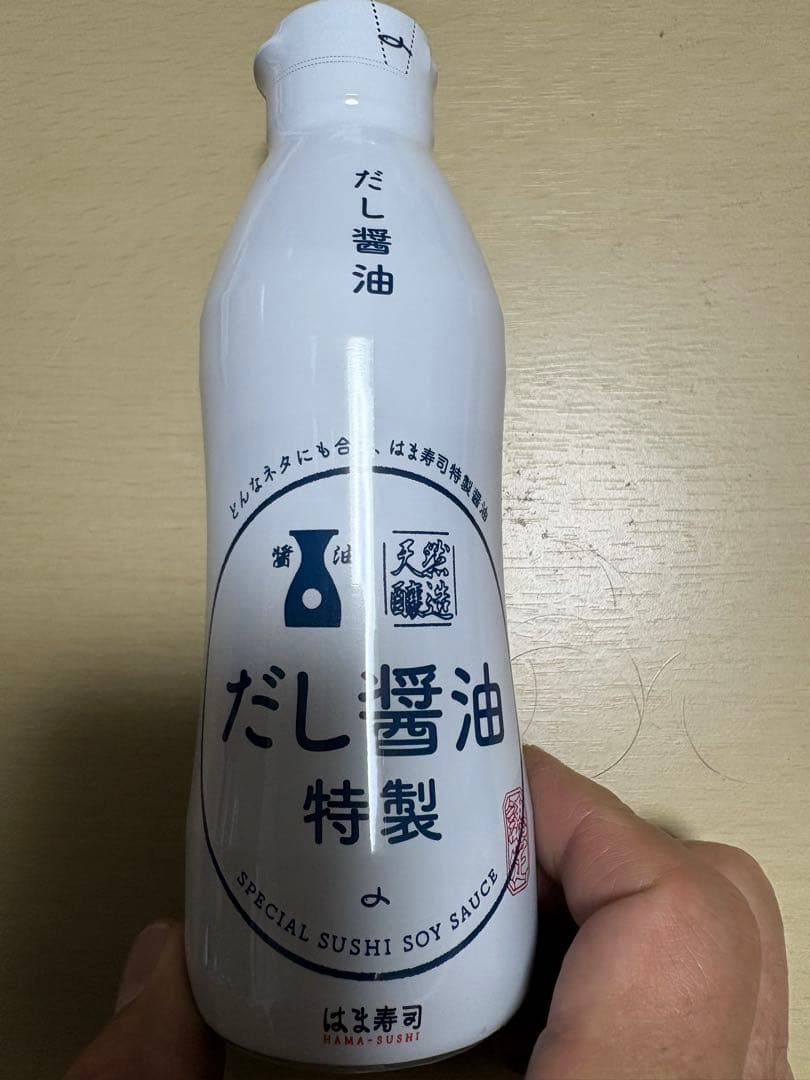 だし醤油
どんなネタにも合う、はま寿司特製醤油
醤油
天然
醸造
だし醤油
特製
SPECIAL SUSHI SOY SAUCE
はま寿司
HAMA-SUSHI